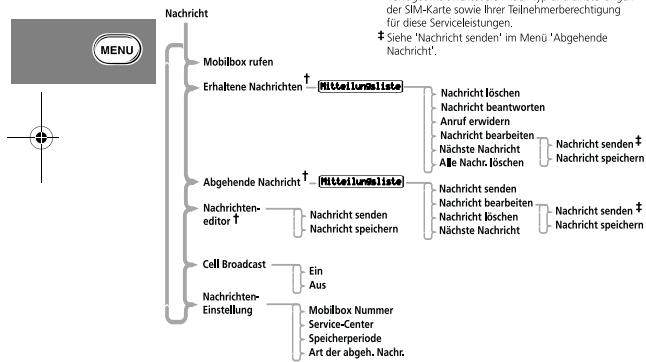 Nachricht
der SIM-Karte sowie Ihrer Teilnehmerberechtigung
für diese Serviceleistungen.
‡ Siehe 'Nachricht senden' im Menü 'Abgehende
Nachricht'.
MENU
Mobilbox rufen
Erhaltene Nachrichten † Mitteilungsliste
Nachricht löschen
Nachricht beantworten
Anruf erwidern
Nachricht bearbeiten
Nächste Nachricht
Alle Nachr. löschen
Nachricht senden ‡
Nachricht speichern
Abgehende Nachricht † Mitteilungsliste
Nachricht senden
Nachricht bearbeiten
Nachricht löschen
Nächste Nachricht
Nachricht senden ‡
Nachricht speichern
Nachrichten-
editor †
Nachricht senden
Nachricht speichern
Cell Broadcast
Ein
Aus
Nachrichten-
Einstellung
Mobilbox Nummer
Service-Center
Speicherperiode
Art der abgeh. Nachr.